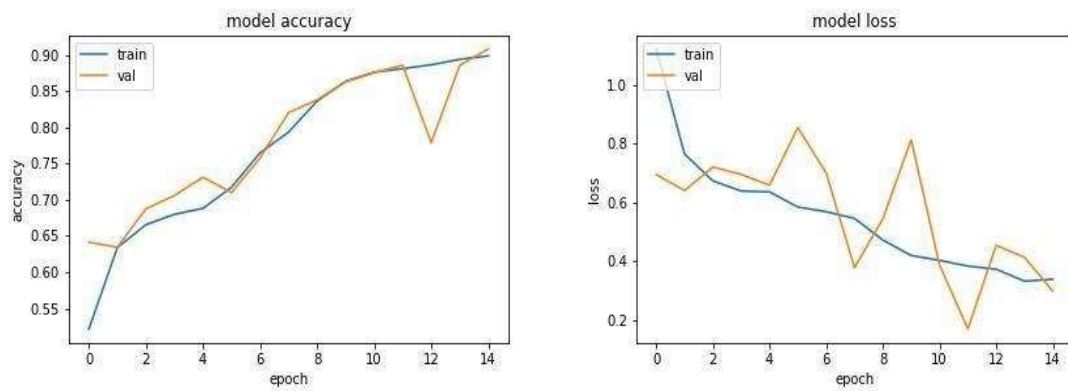 model accuracy
train
val
0.90
0.85
0.80
0.75
0.70
0.65
0.60
0.55
accuracy
0 2 4 6 8 10 12 14
epoch
model loss
train
val
1.0
0.8
0.6
0.4
0.2
loss
0 2 4 6 8 10 12 14
epoch